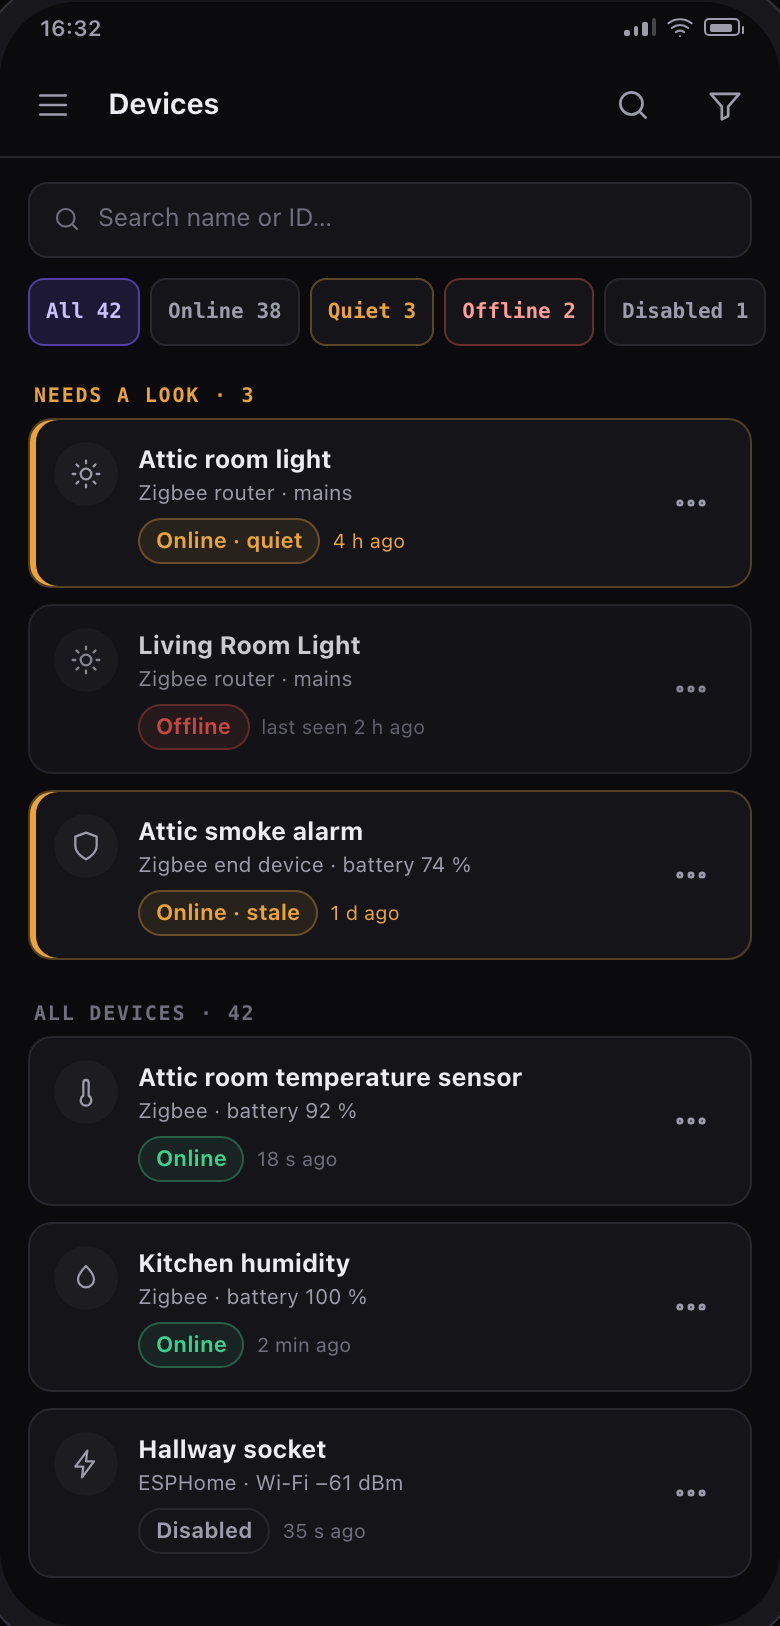 16:32
Devices
Search name or ID...
All 42
Online 38
Quiet 3
Offline 2
Disabled 1
NEEDS A LOOK · 3
Attic room light
Zigbee router · mains
Online · quiet
4 h ago
Living Room Light
Zigbee router · mains
Offline
last seen 2 h ago
Attic smoke alarm
Zigbee end device · battery 74 %
Online · stale
1 d ago
ALL DEVICES · 42
Attic room temperature sensor
Zigbee · battery 92 %
Online
18 s ago
Kitchen humidity
Zigbee · battery 100 %
Online
2 min ago
Hallway socket
ESPHome · Wi-Fi −61 dBm
Disabled
35 s ago